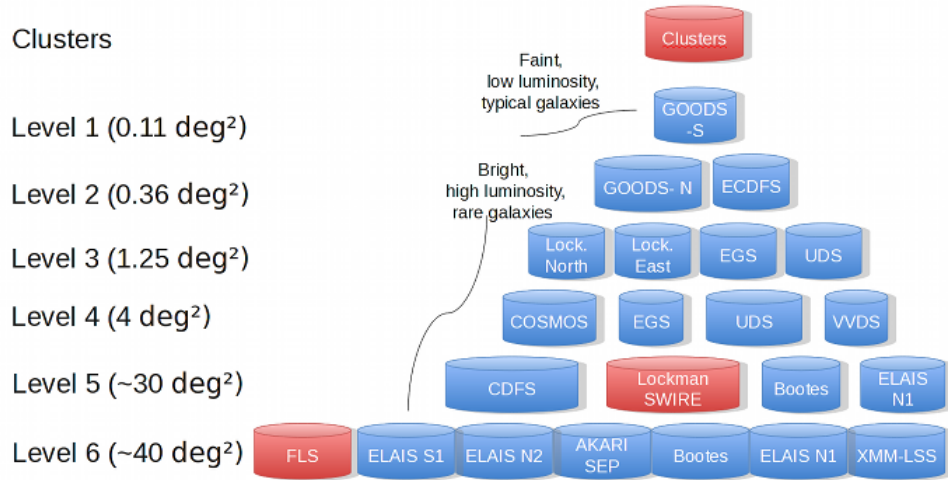 Clusters
Clusters
Faint,
low luminosity,
typical galaxies
Level 1 (0.11 deg²)
GOODS
-S
Bright,
high luminosity,
rare galaxies
Level 2 (0.36 deg²)
GOODS- N
ECDFS
Level 3 (1.25 deg²)
Lock.
North
Lock.
East
EGS
UDS
Level 4 (4 deg²)
COSMOS
EGS
UDS
VVDS
Level 5 (~30 deg²)
CDFS
Lockman
SWIRE
Bootes
ELAIS
N1
Level 6 (~40 deg²)
FLS
ELAIS S1
ELAIS N2
AKARI
SEP
Bootes
ELAIS N1
XMM-LSS